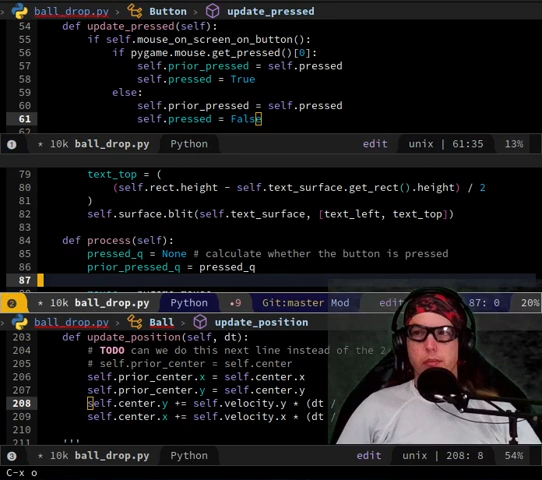 ball_drop.py > Button > update_pressed
54 def update_pressed(self):
55 if self.mouse_on_screen_on_button():
56 if pygame.mouse.get_pressed()[0]:
57 self.prior_pressed = self.pressed
58 self.pressed = True
59 else:
60 self.prior_pressed = self.pressed
61 self.pressed = False
62
1 * 10k ball_drop.py Python edit unix | 61:35 13%
79 text_top = (
80 (self.rect.height - self.text_surface.get_rect().height) / 2
81 )
82 self.surface.blit(self.text_surface, [text_left, text_top])
83
84 def process(self):
85 pressed_q = None # calculate whether the button is pressed
86 prior_pressed_q = pressed_q
87
2 * 10k ball_drop.py Python •9 Git:master Mod edit 87: 0 20%
ball_drop.py > Ball > update_position
203 def update_position(self, dt):
204 # TODO can we do this next line instead of the 2
205 # self.prior_center = self.center
206 self.prior_center.x = self.center.x
207 self.prior_center.y = self.center.y
208 self.center.y += self.velocity.y * (dt /
209 self.center.x += self.velocity.x * (dt /
210
211 '''
3 * 10k ball_drop.py Python edit unix | 208: 8 54%
C-x o